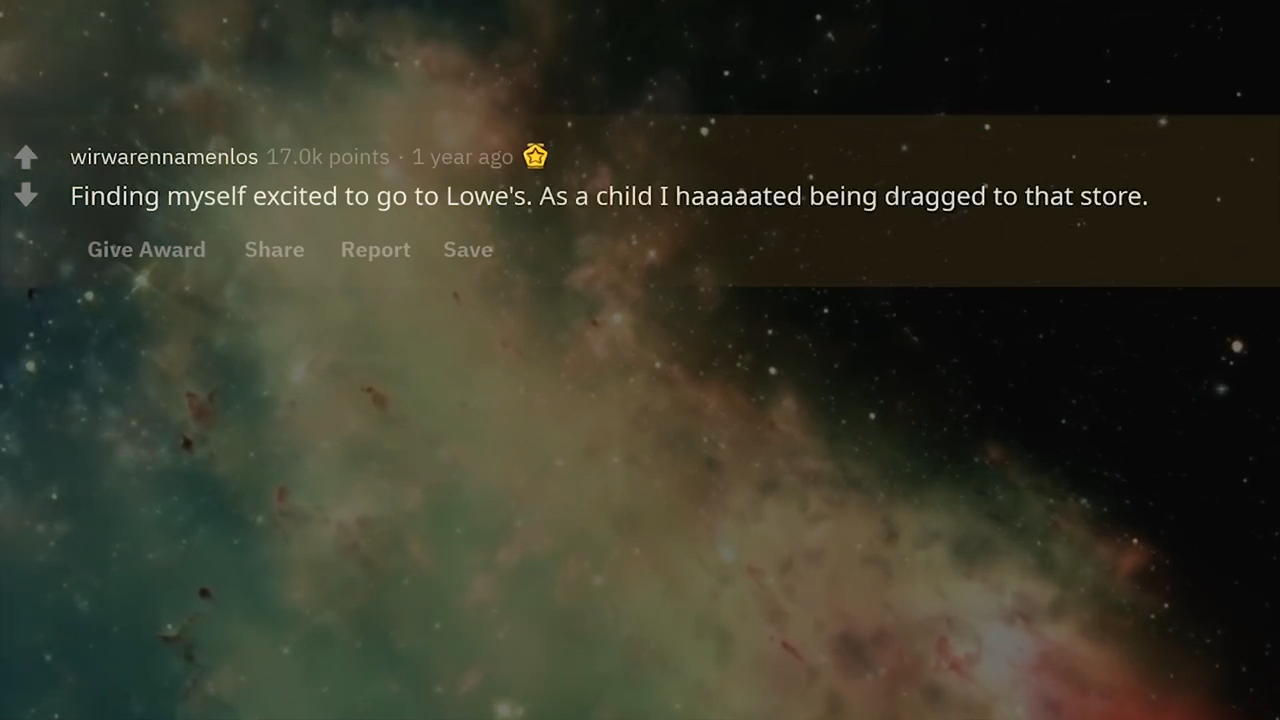 wirwarennamenlos 17.0k points · 1 year ago
Finding myself excited to go to Lowe's. As a child I haaaaated being dragged to that store.
Give Award Share Report Save